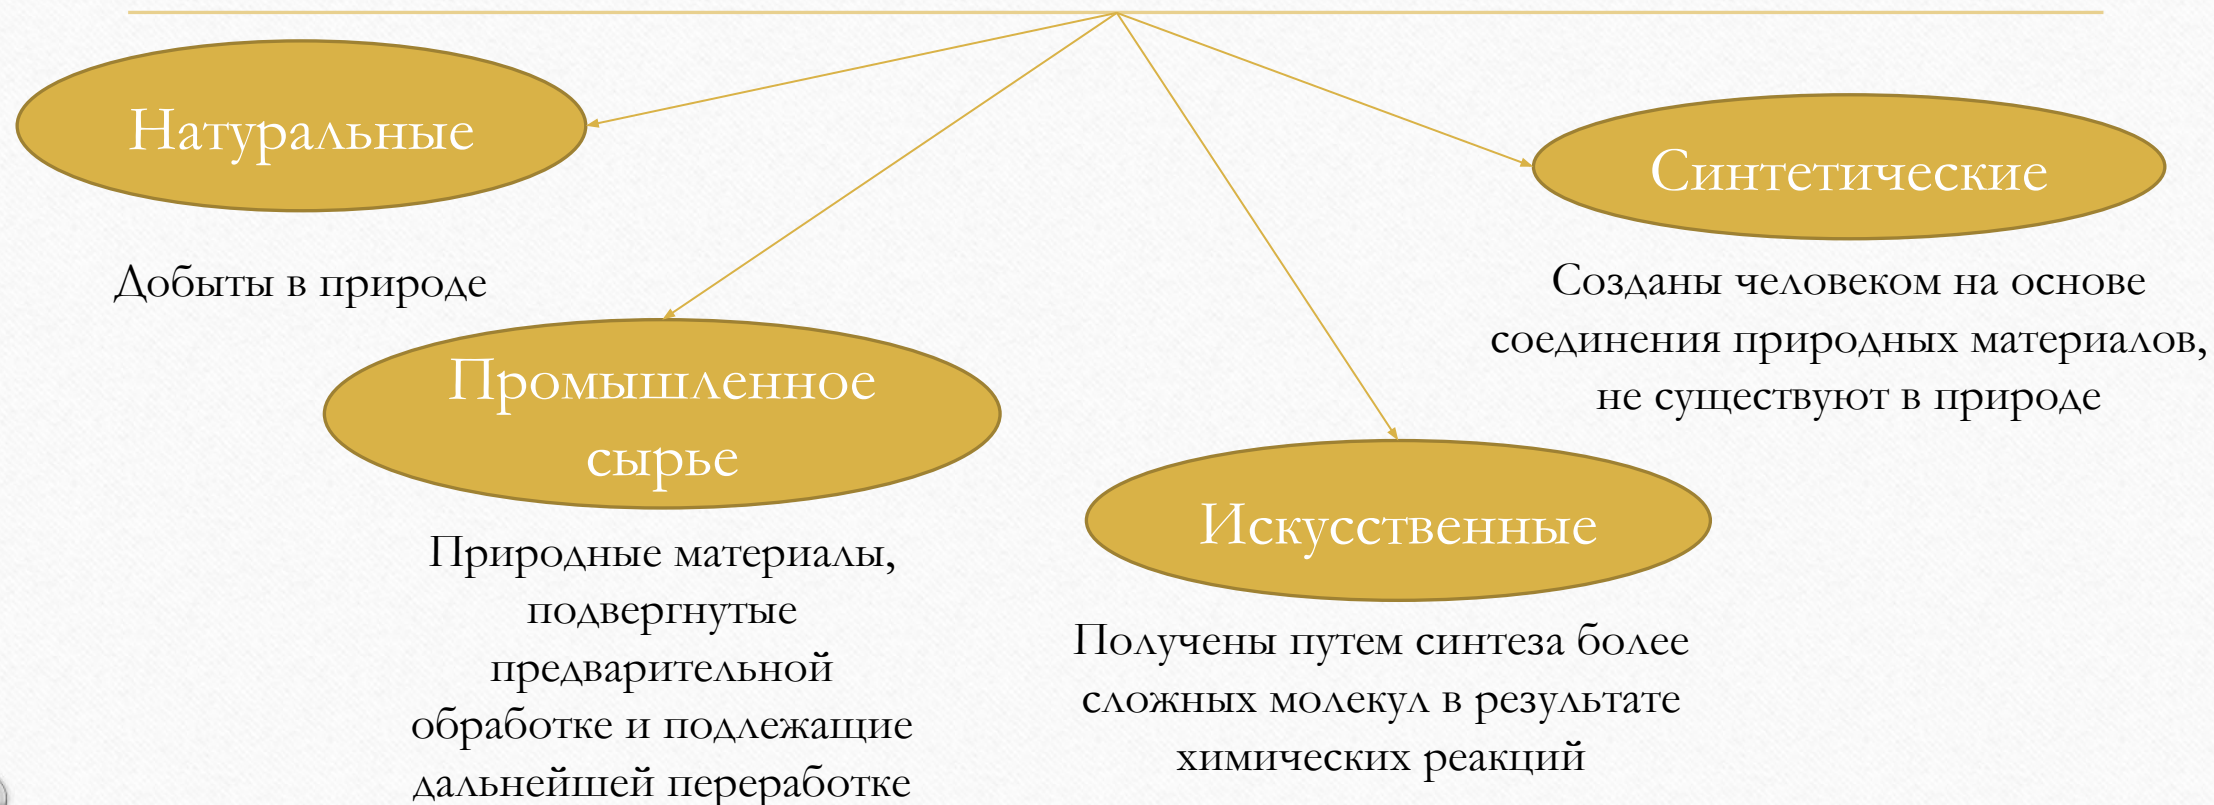 Натуральные
Добыты в природе
Промышленное
сырье
Природные материалы,
подвергнутые
предварительной
обработке и подлежащие
дальнейшей переработке
Искусственные
Получены путем синтеза более
сложных молекул в результате
химических реакций
Синтетические
Созданы человеком на основе
соединения природных материалов,
не существуют в природе